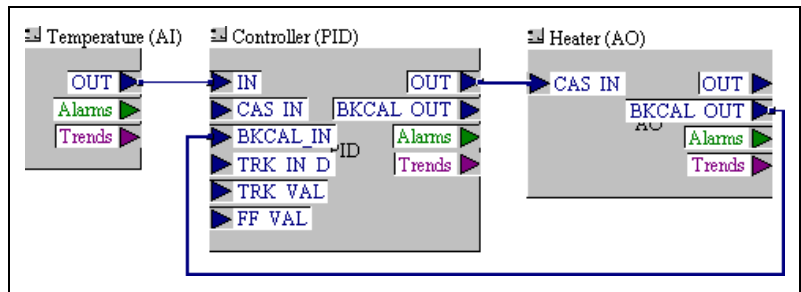 Temperature (AI)
OUT
Alarms
Trends
Controller (PID)
IN
CAS IN
BKCAL_IN
TRK IN D
TRK VAL
FF VAL
OUT
BKCAL OUT
Alarms
Trends
PID
Heater (AO)
CAS IN
OUT
BKCAL OUT
AO
Alarms
Trends